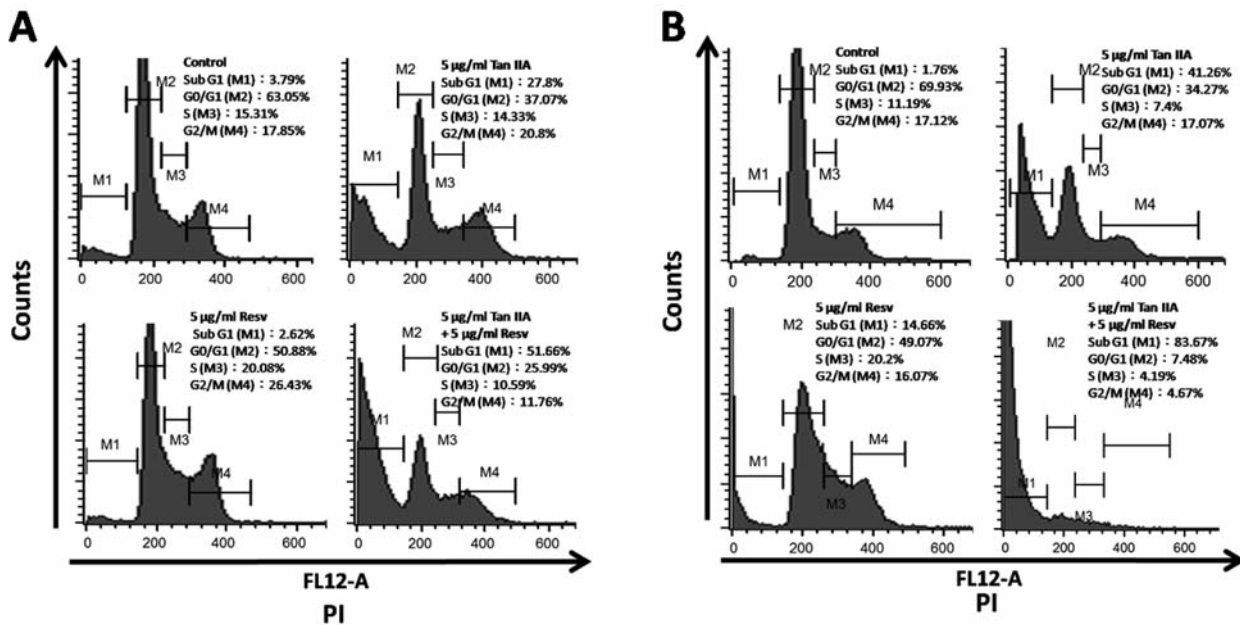 A
Counts
Control
Sub G1 (M1) : 3.79%
G0/G1 (M2) : 63.05%
S (M3) : 15.31%
G2/M (M4) : 17.85%
M1
M2
M3
M4
0 200 400 600
5 µg/ml Tan IIA
Sub G1 (M1) : 27.8%
G0/G1 (M2) : 37.07%
S (M3) : 14.33%
G2/M (M4) : 20.8%
M1
M2
M3
M4
0 200 400 600
5 µg/ml Resv
Sub G1 (M1) : 2.62%
G0/G1 (M2) : 50.88%
S (M3) : 20.08%
G2/M (M4) : 26.43%
M1
M2
M3
M4
0 200 400 600
5 µg/ml Tan IIA
+ 5 µg/ml Resv
Sub G1 (M1) : 51.66%
G0/G1 (M2) : 25.99%
S (M3) : 10.59%
G2/M (M4) : 11.76%
M1
M2
M3
M4
0 200 400 600
FL12-A
PI
B
Counts
Control
Sub G1 (M1) : 1.76%
G0/G1 (M2) : 69.93%
S (M3) : 11.19%
G2/M (M4) : 17.12%
M1
M2
M3
M4
0 200 400 600
5 µg/ml Tan IIA
Sub G1 (M1) : 41.26%
G0/G1 (M2) : 34.27%
S (M3) : 7.4%
G2/M (M4) : 17.07%
M1
M2
M3
M4
0 200 400 600
5 µg/ml Resv
Sub G1 (M1) : 14.66%
G0/G1 (M2) : 49.07%
S (M3) : 20.2%
G2/M (M4) : 16.07%
M1
M2
M3
M4
0 200 400 600
5 µg/ml Tan IIA
+ 5 µg/ml Resv
Sub G1 (M1) : 83.67%
G0/G1 (M2) : 7.48%
S (M3) : 4.19%
G2/M (M4) : 4.67%
M1
M2
M3
M4
0 200 400 600
FL12-A
PI